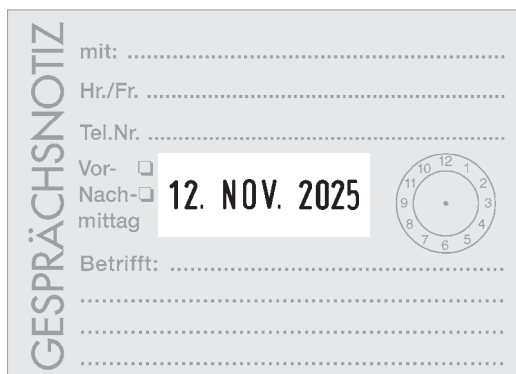 GESPRÄCHSNOTIZ
mit: ................................................
Hr./Fr. ................................................
Tel.Nr. ................................................
Vor- ❏
Nach-❏
mittag
12. NOV. 2025
12 1 2 3 4 5 6 7 8 9 10 11
Betrifft: ................................................